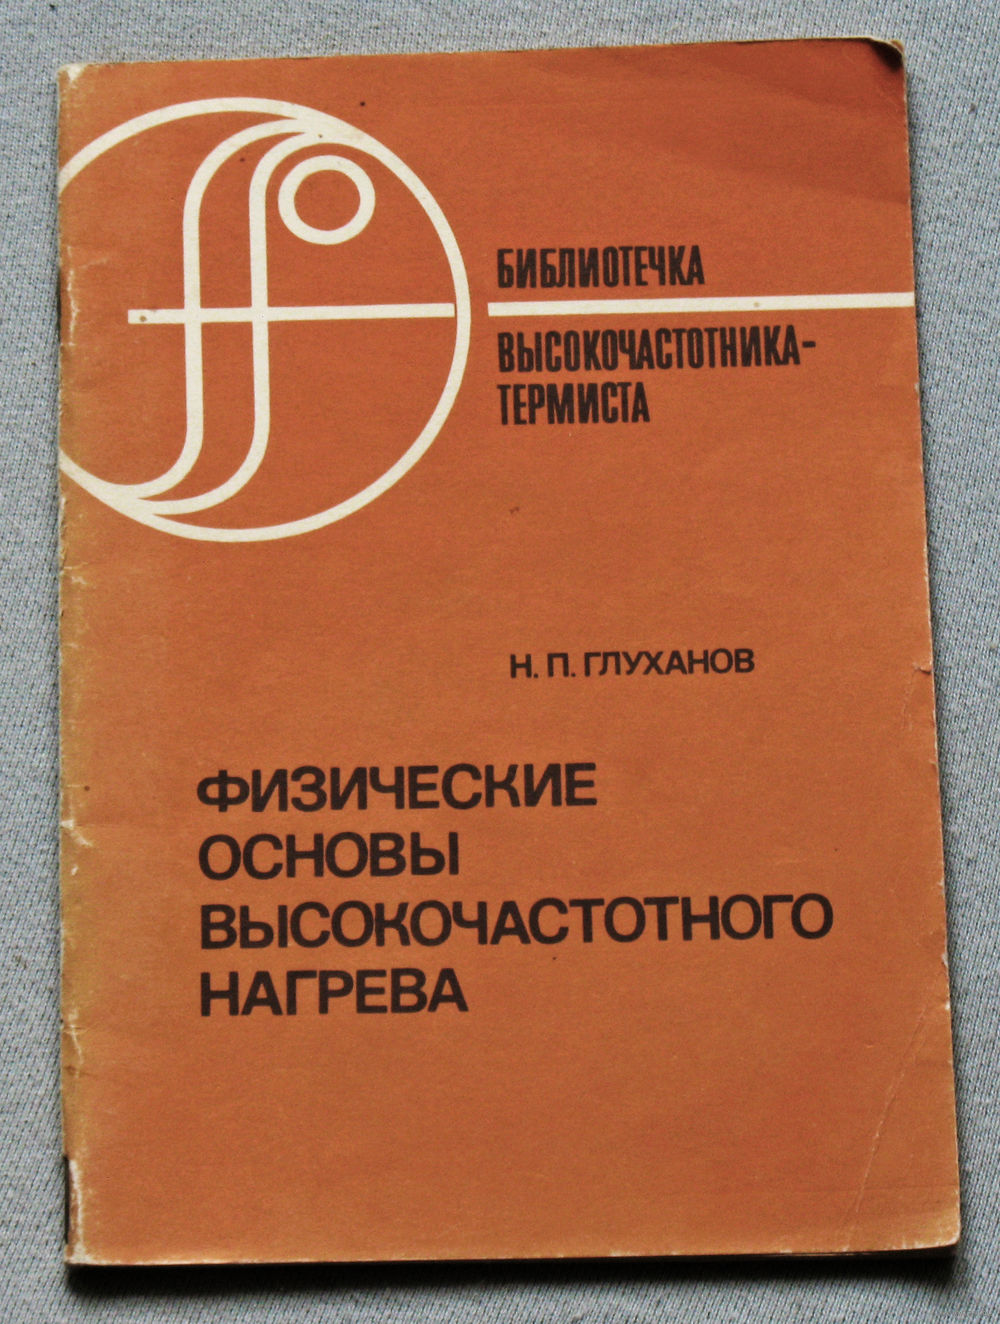 БИБЛИОТЕЧКА
ВЫСОКОЧАСТОТНИКА-
ТЕРМИСТА
Н. П. ГЛУХАНОВ
ФИЗИЧЕСКИЕ
ОСНОВЫ
ВЫСОКОЧАСТОТНОГО
НАГРЕВА